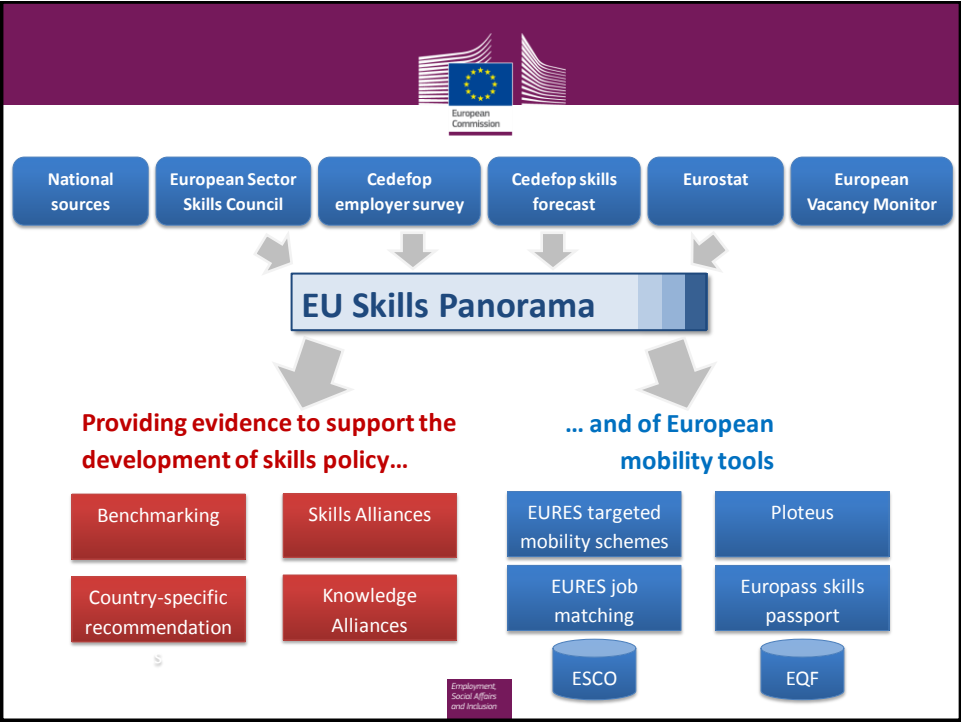 European
Commission
National
sources
European Sector
Skills Council
Cedefop
employer survey
Cedefop skills
forecast
Eurostat
European
Vacancy Monitor
EU Skills Panorama
Providing evidence to support the
development of skills policy...
Benchmarking
Skills Alliances
Country-specific
recommendation
s
Knowledge
Alliances
... and of European
mobility tools
EURES targeted
mobility schemes
Ploteus
EURES job
matching
Europass skills
passport
ESCO
EQF
Employment,
Social Affairs
and Inclusion